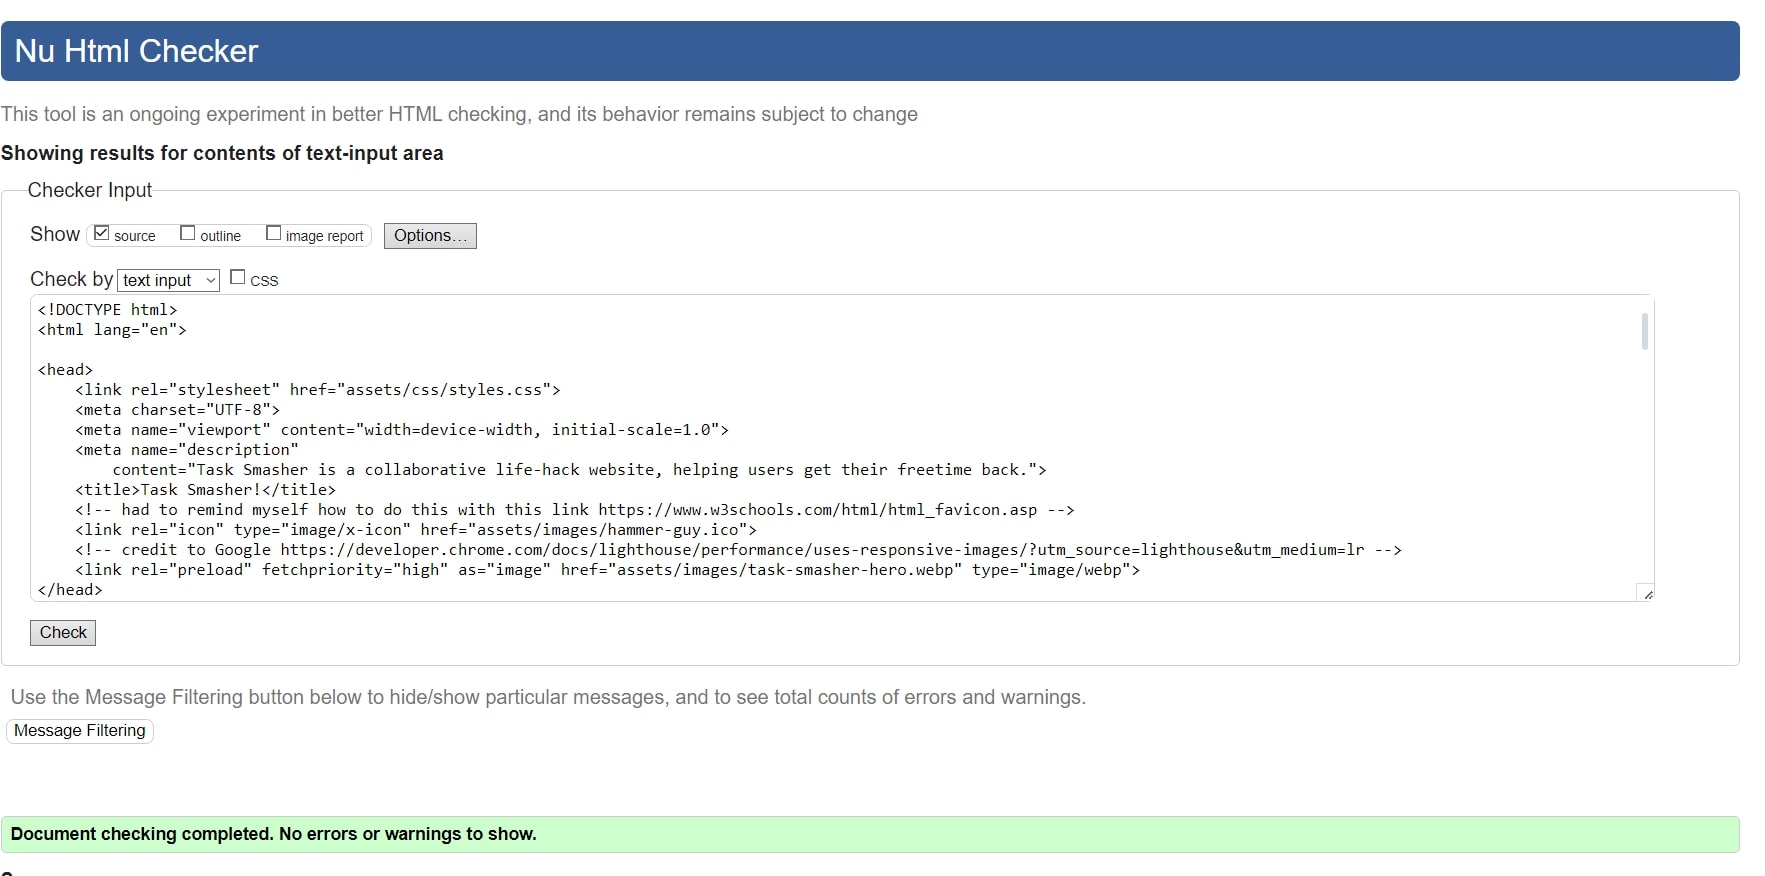 Nu Html Checker
This tool is an ongoing experiment in better HTML checking, and its behavior remains subject to change
Showing results for contents of text-input area
Checker Input
Show source outline image report Options...
Check by text input CSS
<!DOCTYPE html>
<html lang="en">
<head>
    <link rel="stylesheet" href="assets/css/styles.css">
    <meta charset="UTF-8">
    <meta name="viewport" content="width=device-width, initial-scale=1.0">
    <meta name="description"
        content="Task Smasher is a collaborative life-hack website, helping users get their freetime back.">
    <title>Task Smasher!</title>
    <!-- had to remind myself how to do this with this link https://www.w3schools.com/html/html_favicon.asp -->
    <link rel="icon" type="image/x-icon" href="assets/images/hammer-guy.ico">
    <!-- credit to Google https://developer.chrome.com/docs/lighthouse/performance/uses-responsive-images/?utm_source=lighthouse&utm_medium=lr -->
    <link rel="preload" fetchpriority="high" as="image" href="assets/images/task-smasher-hero.webp" type="image/webp">
</head>
Check
Use the Message Filtering button below to hide/show particular messages, and to see total counts of errors and warnings.
Message Filtering
Document checking completed. No errors or warnings to show.